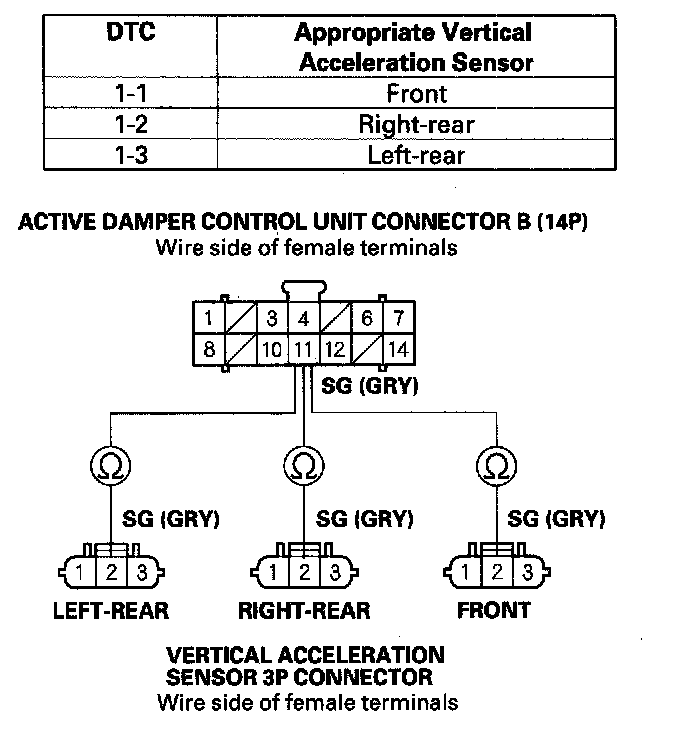 DTC
Appropriate Vertical
Acceleration Sensor
1-1 Front
1-2 Right-rear
1-3 Left-rear
ACTIVE DAMPER CONTROL UNIT CONNECTOR B (14P)
Wire side of female terminals
1 3 4 6 7
8 10 11 12 14
SG (GRY)
Ω Ω Ω
SG (GRY) SG (GRY) SG (GRY)
1 2 3 1 2 3 1 2 3
LEFT-REAR RIGHT-REAR FRONT
VERTICAL ACCELERATION
SENSOR 3P CONNECTOR
Wire side of female terminals